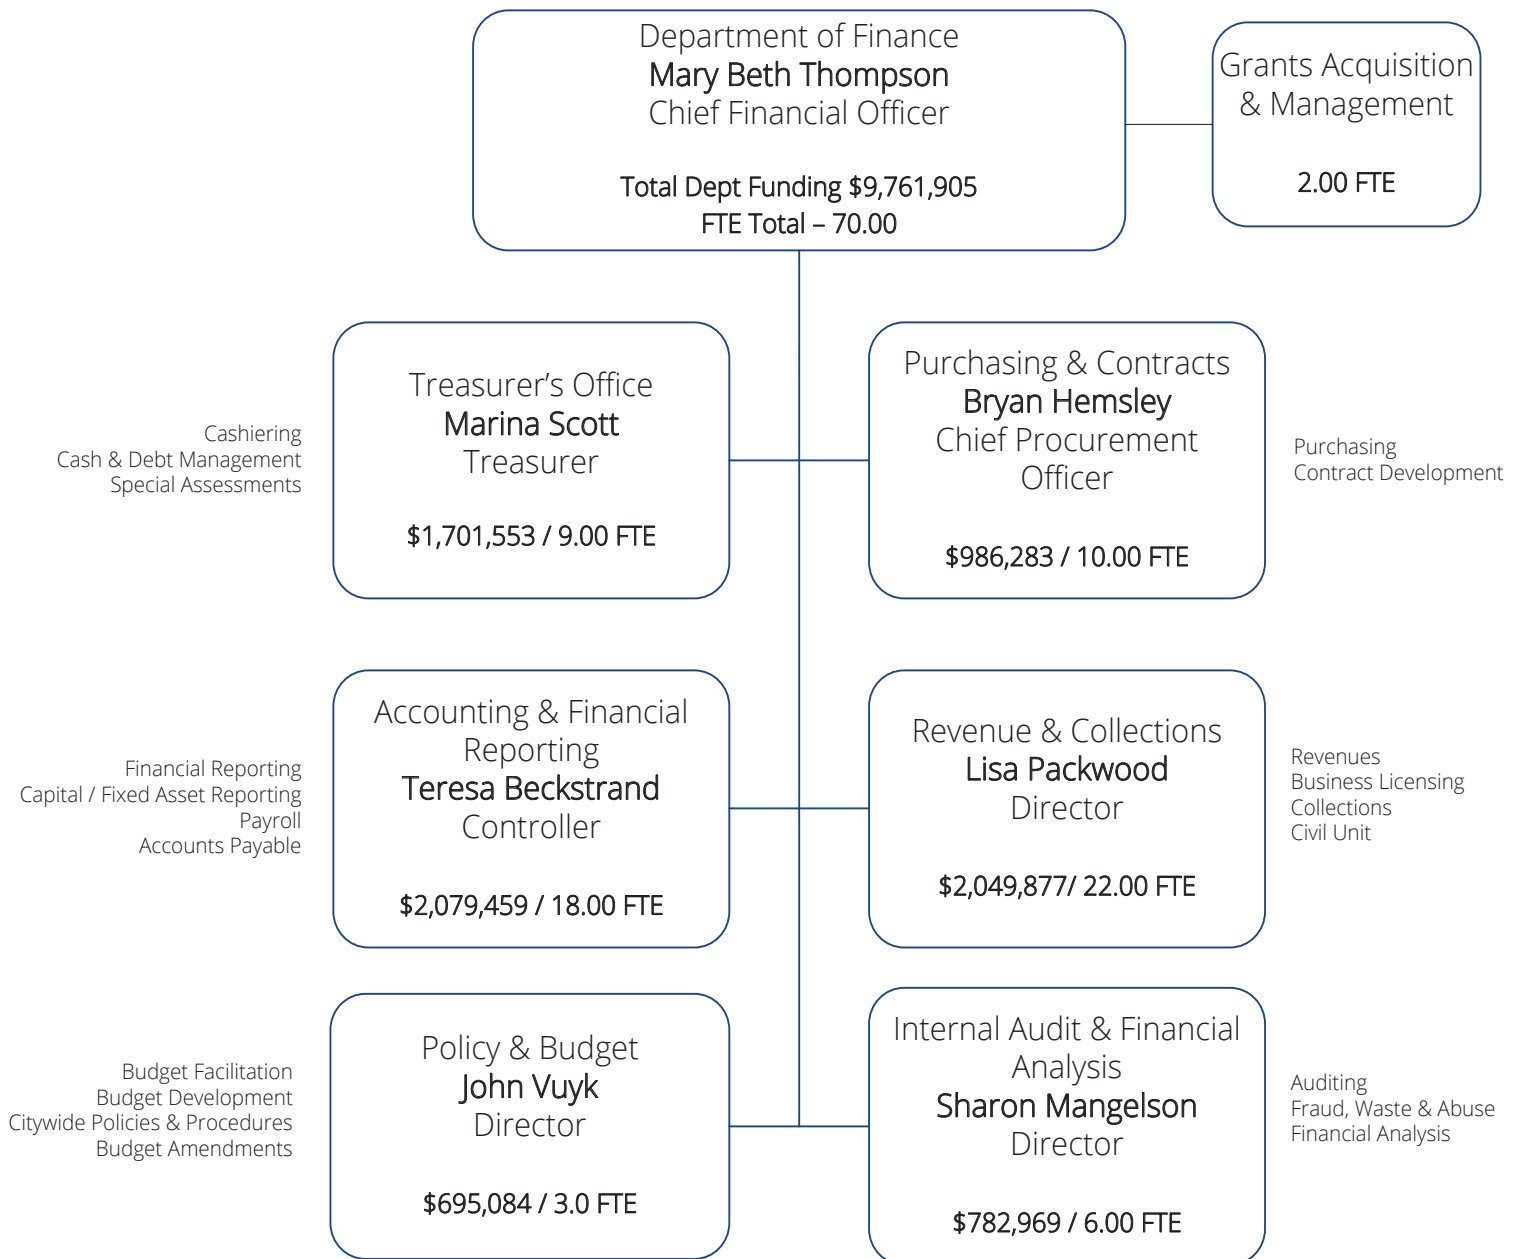 Department of Finance
Mary Beth Thompson
Chief Financial Officer
Total Dept Funding $9,761,905
FTE Total – 70.00
Grants Acquisition
& Management
2.00 FTE
Cashiering
Cash & Debt Management
Special Assessments
Treasurer’s Office
Marina Scott
Treasurer
$1,701,553 / 9.00 FTE
Purchasing & Contracts
Bryan Hemsley
Chief Procurement
Officer
$986,283 / 10.00 FTE
Purchasing
Contract Development
Financial Reporting
Capital / Fixed Asset Reporting
Payroll
Accounts Payable
Accounting & Financial
Reporting
Teresa Beckstrand
Controller
$2,079,459 / 18.00 FTE
Revenue & Collections
Lisa Packwood
Director
$2,049,877/ 22.00 FTE
Revenues
Business Licensing
Collections
Civil Unit
Budget Facilitation
Budget Development
Citywide Policies & Procedures
Budget Amendments
Policy & Budget
John Vuyk
Director
$695,084 / 3.0 FTE
Internal Audit & Financial
Analysis
Sharon Mangelson
Director
$782,969 / 6.00 FTE
Auditing
Fraud, Waste & Abuse
Financial Analysis